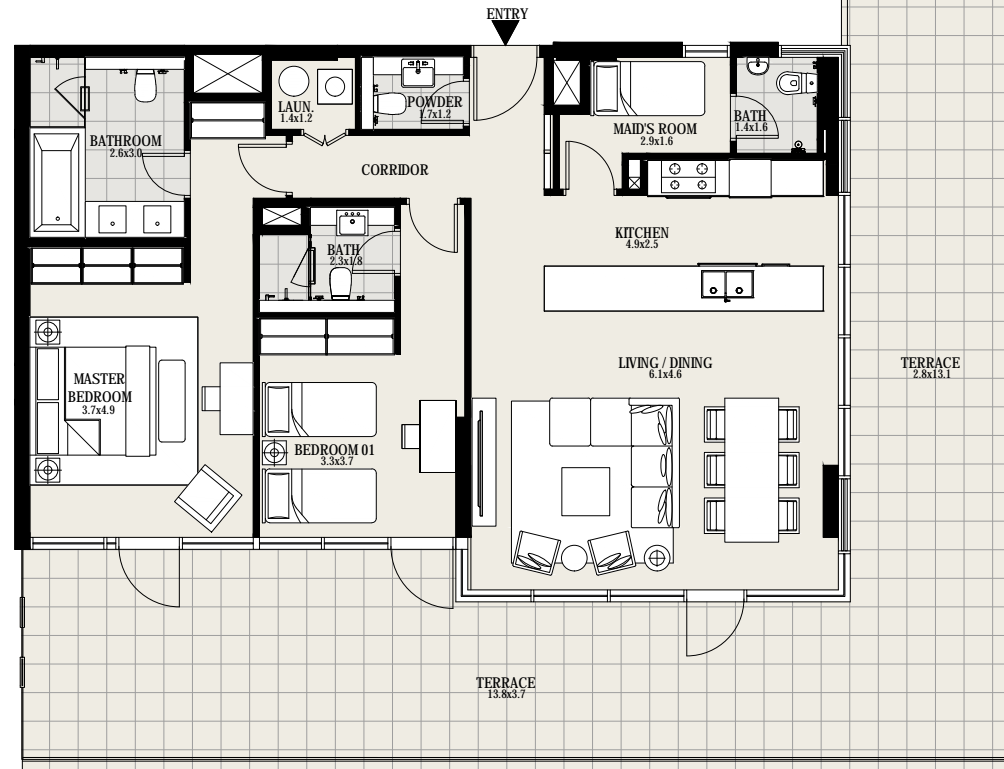 ENTRY
LAUN.
1.4x1.2
POWDER
1.7x1.2
MAID'S ROOM
2.9x1.6
BATH
1.4x1.6
BATHROOM
2.6x3.0
CORRIDOR
KITCHEN
4.9x2.5
BATH
2.3x1.8
LIVING / DINING
6.1x4.6
TERRACE
2.8x13.1
MASTER
BEDROOM
3.7x4.9
BEDROOM 01
3.3x3.7
TERRACE
13.8x3.7